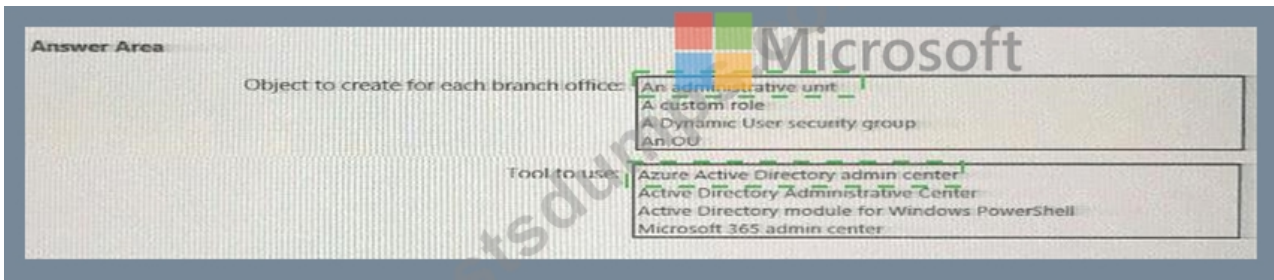 Microsoft
Answer Area
Object to create for each branch office:
An administrative unit
A custom role
A Dynamic User security group
An OU
Tool to use:
Azure Active Directory admin center
Active Directory Administrative Center
Active Directory module for Windows PowerShell
Microsoft 365 admin center